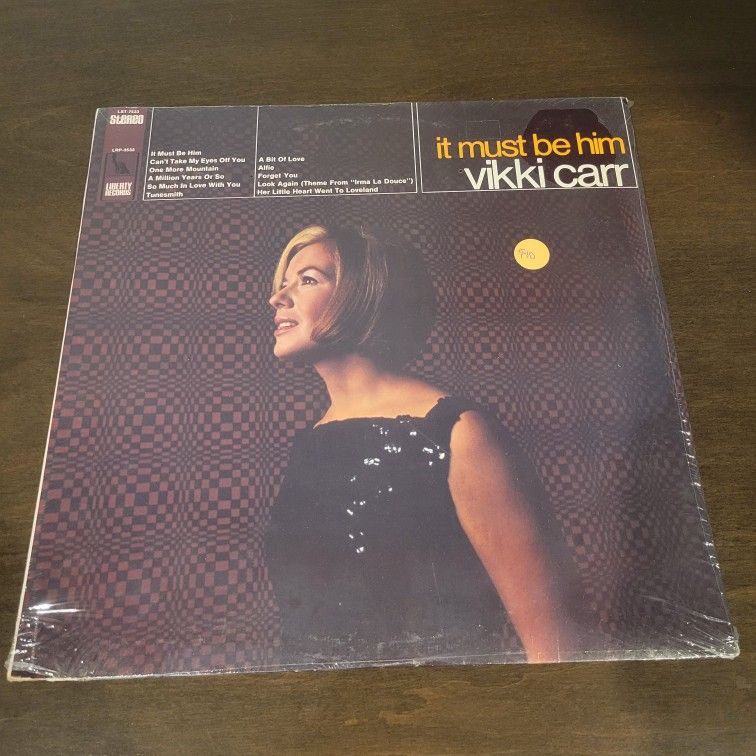 LST-7533
STEREO
LRP-3533
LIBERTY
RECORDS
It Must Be Him
Can't Take My Eyes Off You
One More Mountain
A Million Years Or So
So Much In Love With You
Tunesmith
A Bit Of Love
Alfie
Forget You
Look Again (Theme From "Irma La Douce")
Her Little Heart Went To Loveland
it must be him
vikki carr